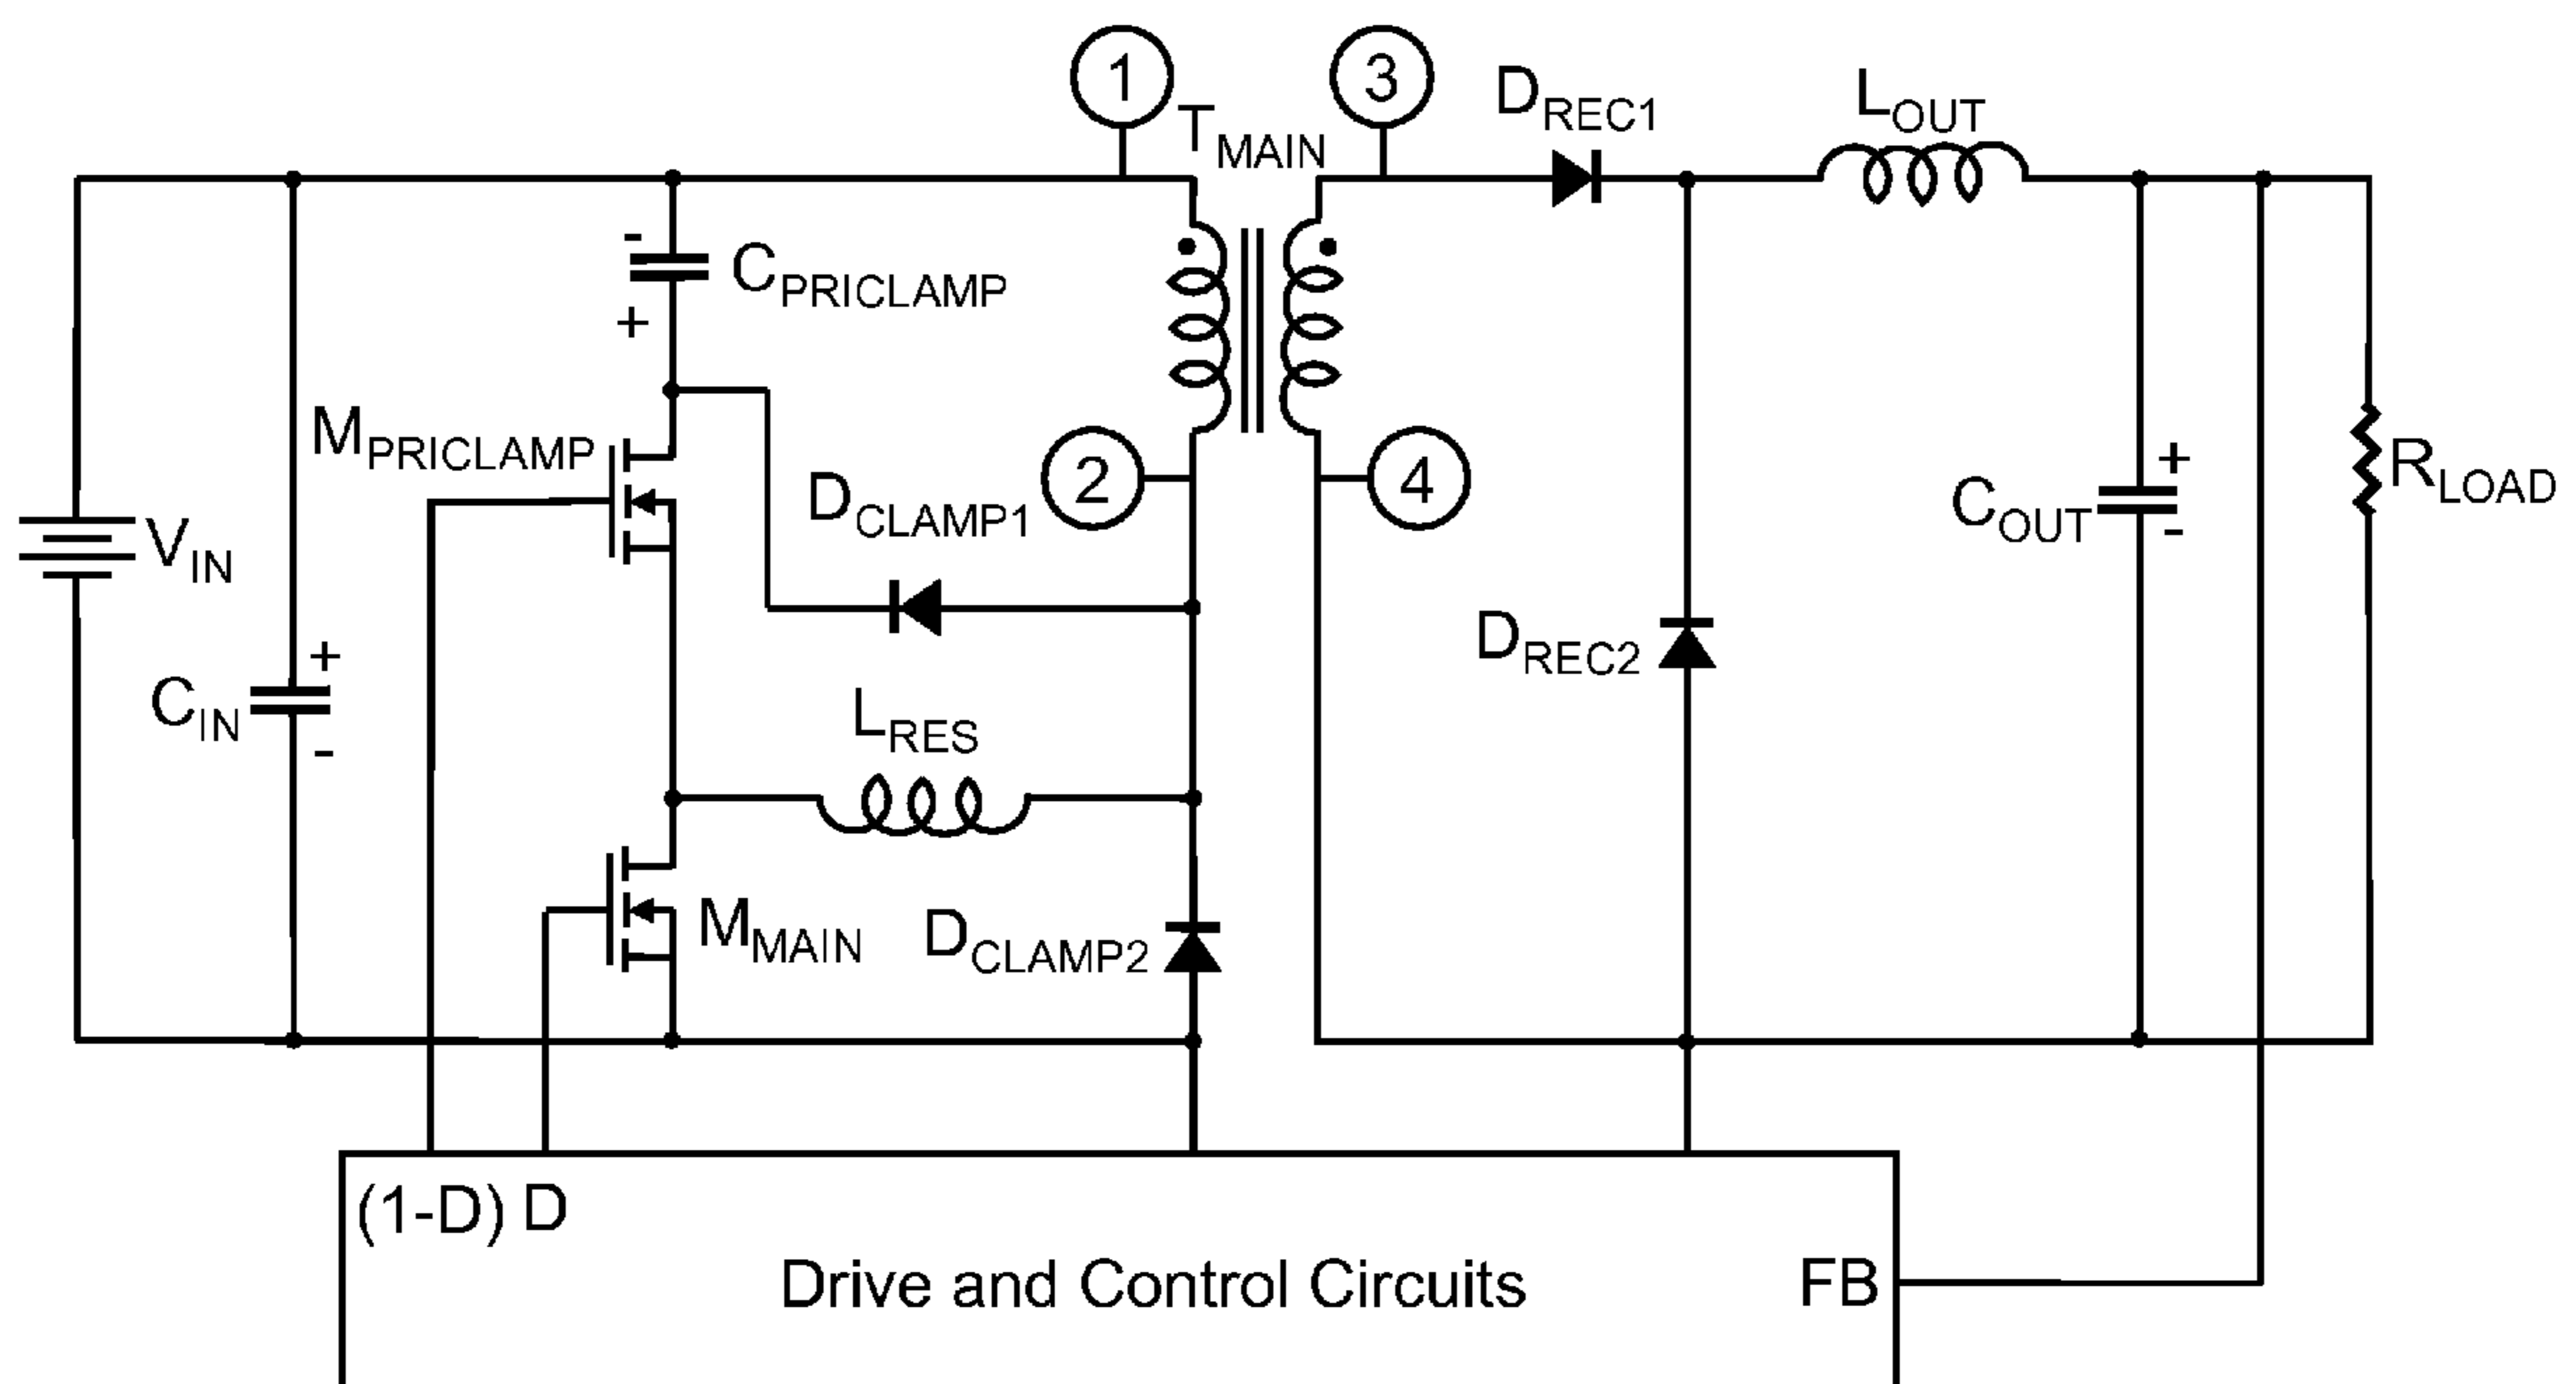 1
3
T_MAIN
D_REC1
L_OUT
-
C_PRICLAMP
+
M_PRICLAMP
D_CLAMP1
2
4
V_IN
+
C_OUT
-
R_LOAD
D_REC2
+
C_IN
-
L_RES
M_MAIN
D_CLAMP2
(1-D) D
Drive and Control Circuits
FB